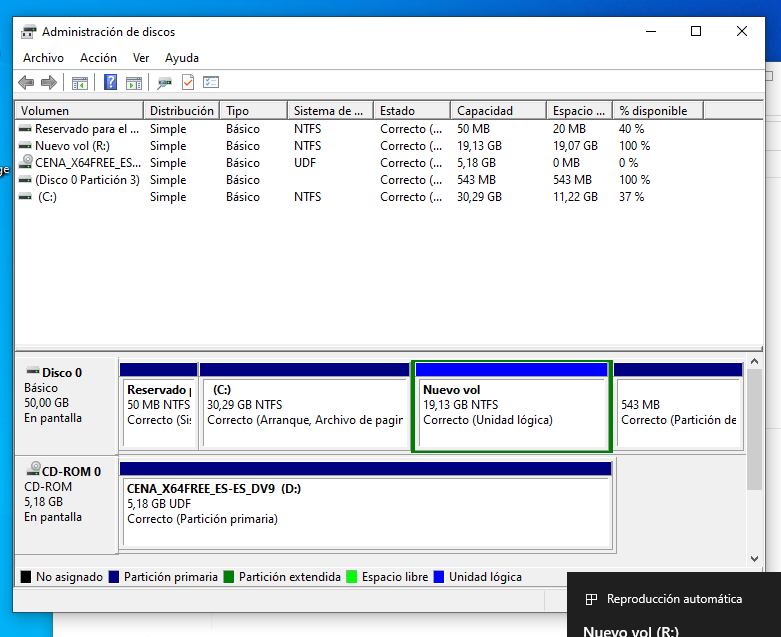 Administración de discos
Archivo Acción Ver Ayuda
Volumen Distribución Tipo Sistema de ... Estado Capacidad Espacio ... % disponible
Reservado para el ... Simple Básico NTFS Correcto (... 50 MB 20 MB 40 %
Nuevo vol (R:) Simple Básico NTFS Correcto (... 19,13 GB 19,07 GB 100 %
CENA_X64FREE_ES... Simple Básico UDF Correcto (... 5,18 GB 0 MB 0 %
(Disco 0 Partición 3) Simple Básico Correcto (... 543 MB 543 MB 100 %
(C:) Simple Básico NTFS Correcto (... 30,29 GB 11,22 GB 37 %
ge
Disco 0
Básico
50,00 GB
En pantalla
Reservado p
50 MB NTFS
Correcto (Sis
(C:)
30,29 GB NTFS
Correcto (Arranque, Archivo de pagir
Nuevo vol
19,13 GB NTFS
Correcto (Unidad lógica)
543 MB
Correcto (Partición de
CD-ROM 0
CD-ROM
5,18 GB
En pantalla
CENA_X64FREE_ES-ES_DV9 (D:)
5,18 GB UDF
Correcto (Partición primaria)
No asignado Partición primaria Partición extendida Espacio libre Unidad lógica
Reproducción automática
Nuevo vol (R:)